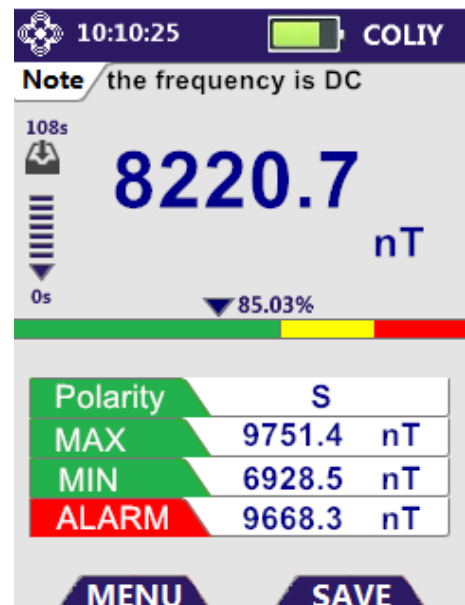 10:10:25 COLIY
Note the frequency is DC
108s
8220.7
nT
0s
85.03%
Polarity S
MAX 9751.4 nT
MIN 6928.5 nT
ALARM 9668.3 nT
MENU SAVE